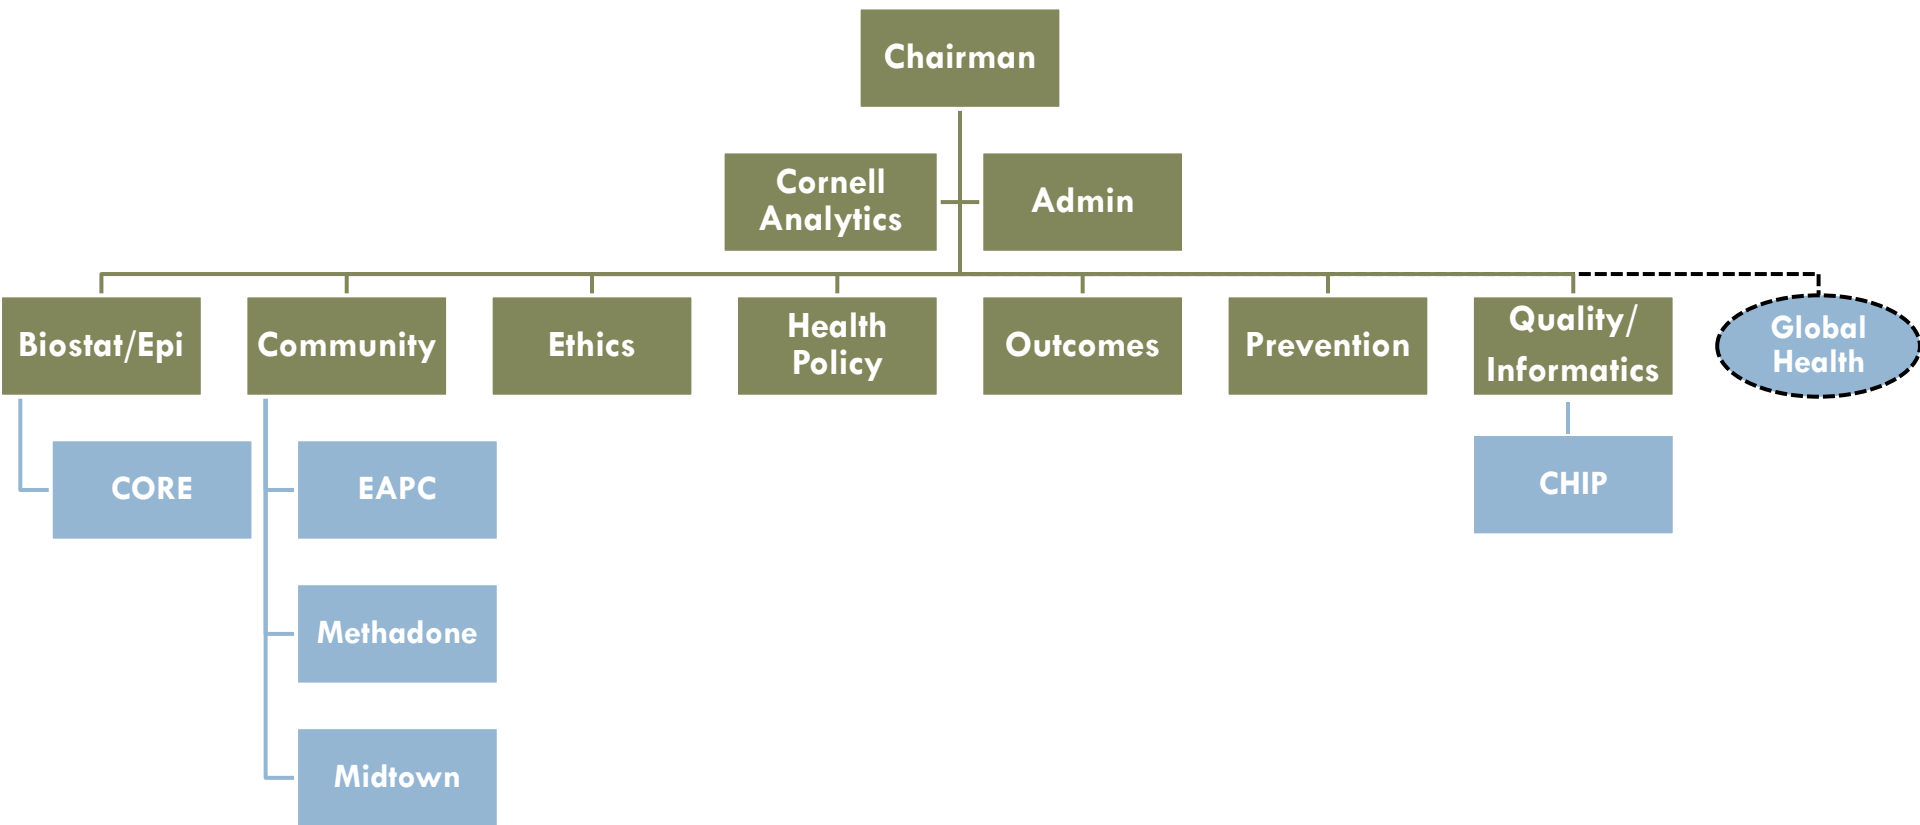 Chairman
Cornell
Analytics
Admin
Biostat/Epi
Community
Ethics
Health
Policy
Outcomes
Prevention
Quality/
Informatics
Global
Health
CORE
EAPC
CHIP
Methadone
Midtown